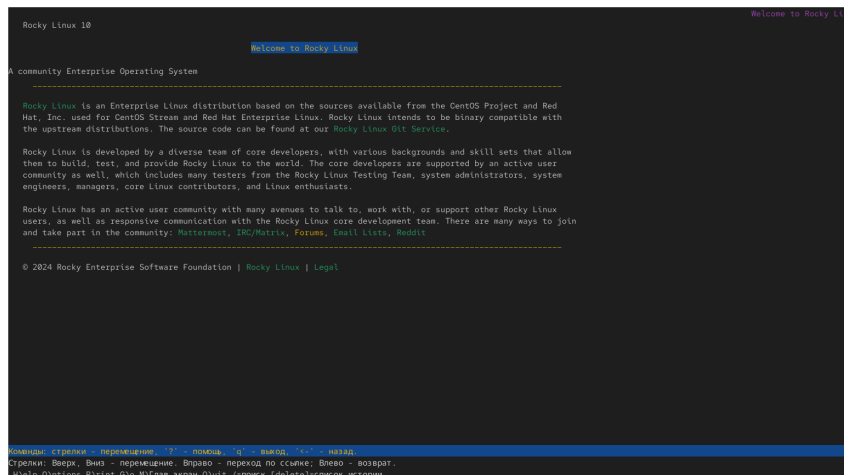 Welcome to Rocky Li
Rocky Linux 10
Welcome to Rocky Linux
A community Enterprise Operating System
Rocky Linux is an Enterprise Linux distribution based on the sources available from the CentOS Project and Red
Hat, Inc. used for CentOS Stream and Red Hat Enterprise Linux. Rocky Linux intends to be binary compatible with
the upstream distributions. The source code can be found at our Rocky Linux Git Service.
Rocky Linux is developed by a diverse team of core developers, with various backgrounds and skill sets that allow
them to build, test, and provide Rocky Linux to the world. The core developers are supported by an active user
community as well, which includes many testers from the Rocky Linux Testing Team, system administrators, system
engineers, managers, core Linux contributors, and Linux enthusiasts.
Rocky Linux has an active user community with many avenues to talk to, work with, or support other Rocky Linux
users, as well as responsive communication with the Rocky Linux core development team. There are many ways to join
and take part in the community: Mattermost, IRC/Matrix, Forums, Email Lists, Reddit
© 2024 Rocky Enterprise Software Foundation | Rocky Linux | Legal
Команды: стрелки - перемещение, '?' - помощь, 'q' - выход, '<-' - назад.
Стрелки: Вверх, Вниз - перемещение. Вправо - переход по ссылке; Влево - возврат.
H)elp O)ptions P)rint G)o M)Глав экран Q)uit /=поиск [delete]=список истории